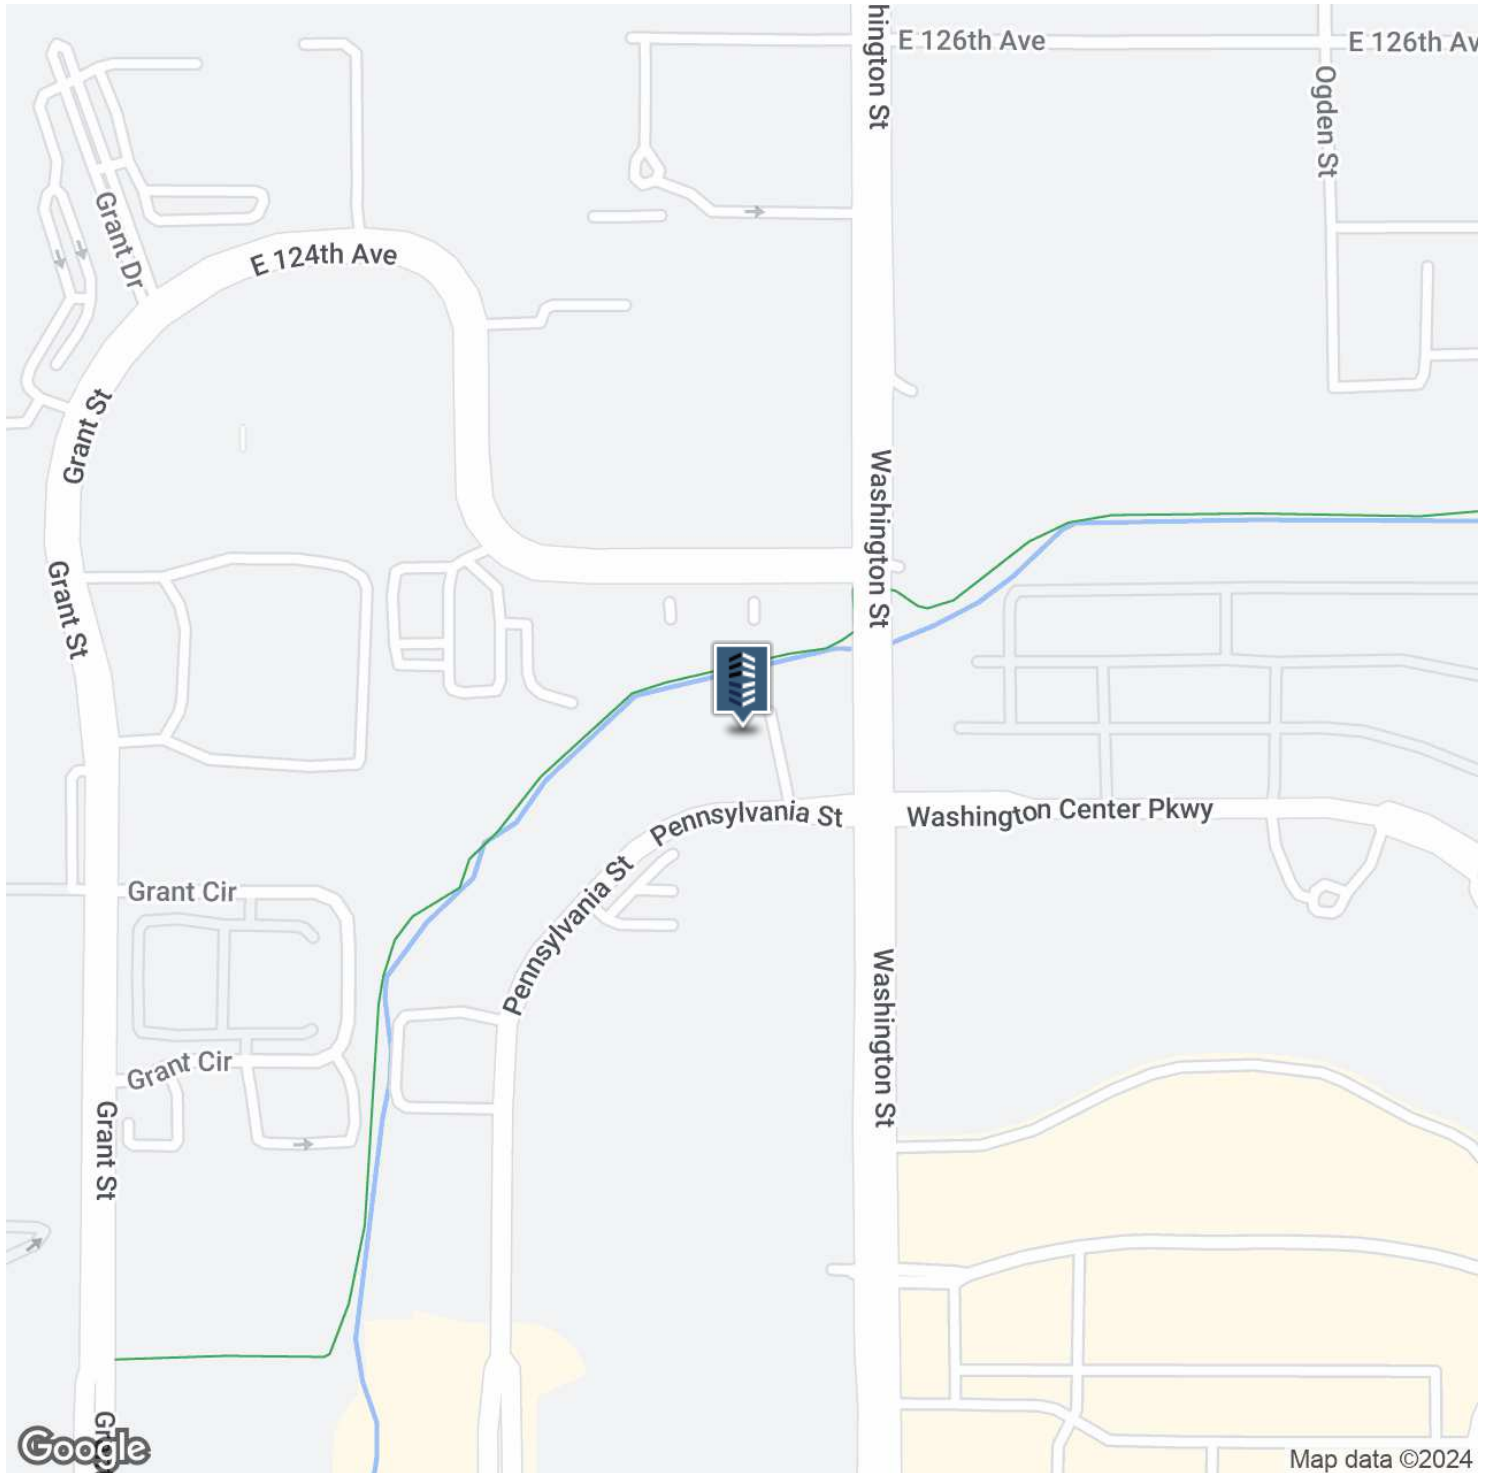 hington St
E 126th Ave
E 126th Av
Ogden St
Grant Dr
E 124th Ave
Grant St
Washington St
Grant St
Pennsylvania St
Washington Center Pkwy
Pennsylvania St
Grant Cir
Washington St
Grant Cir
Grant St
Gra
Google
Map data ©2024